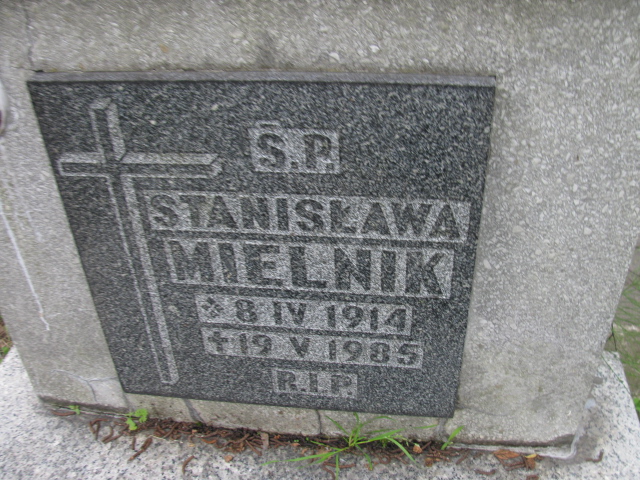 Ś.P.
STANISŁAWA
MIELNIK
* 8 IV 1914
✝ 19 V 1985
R.I.P.